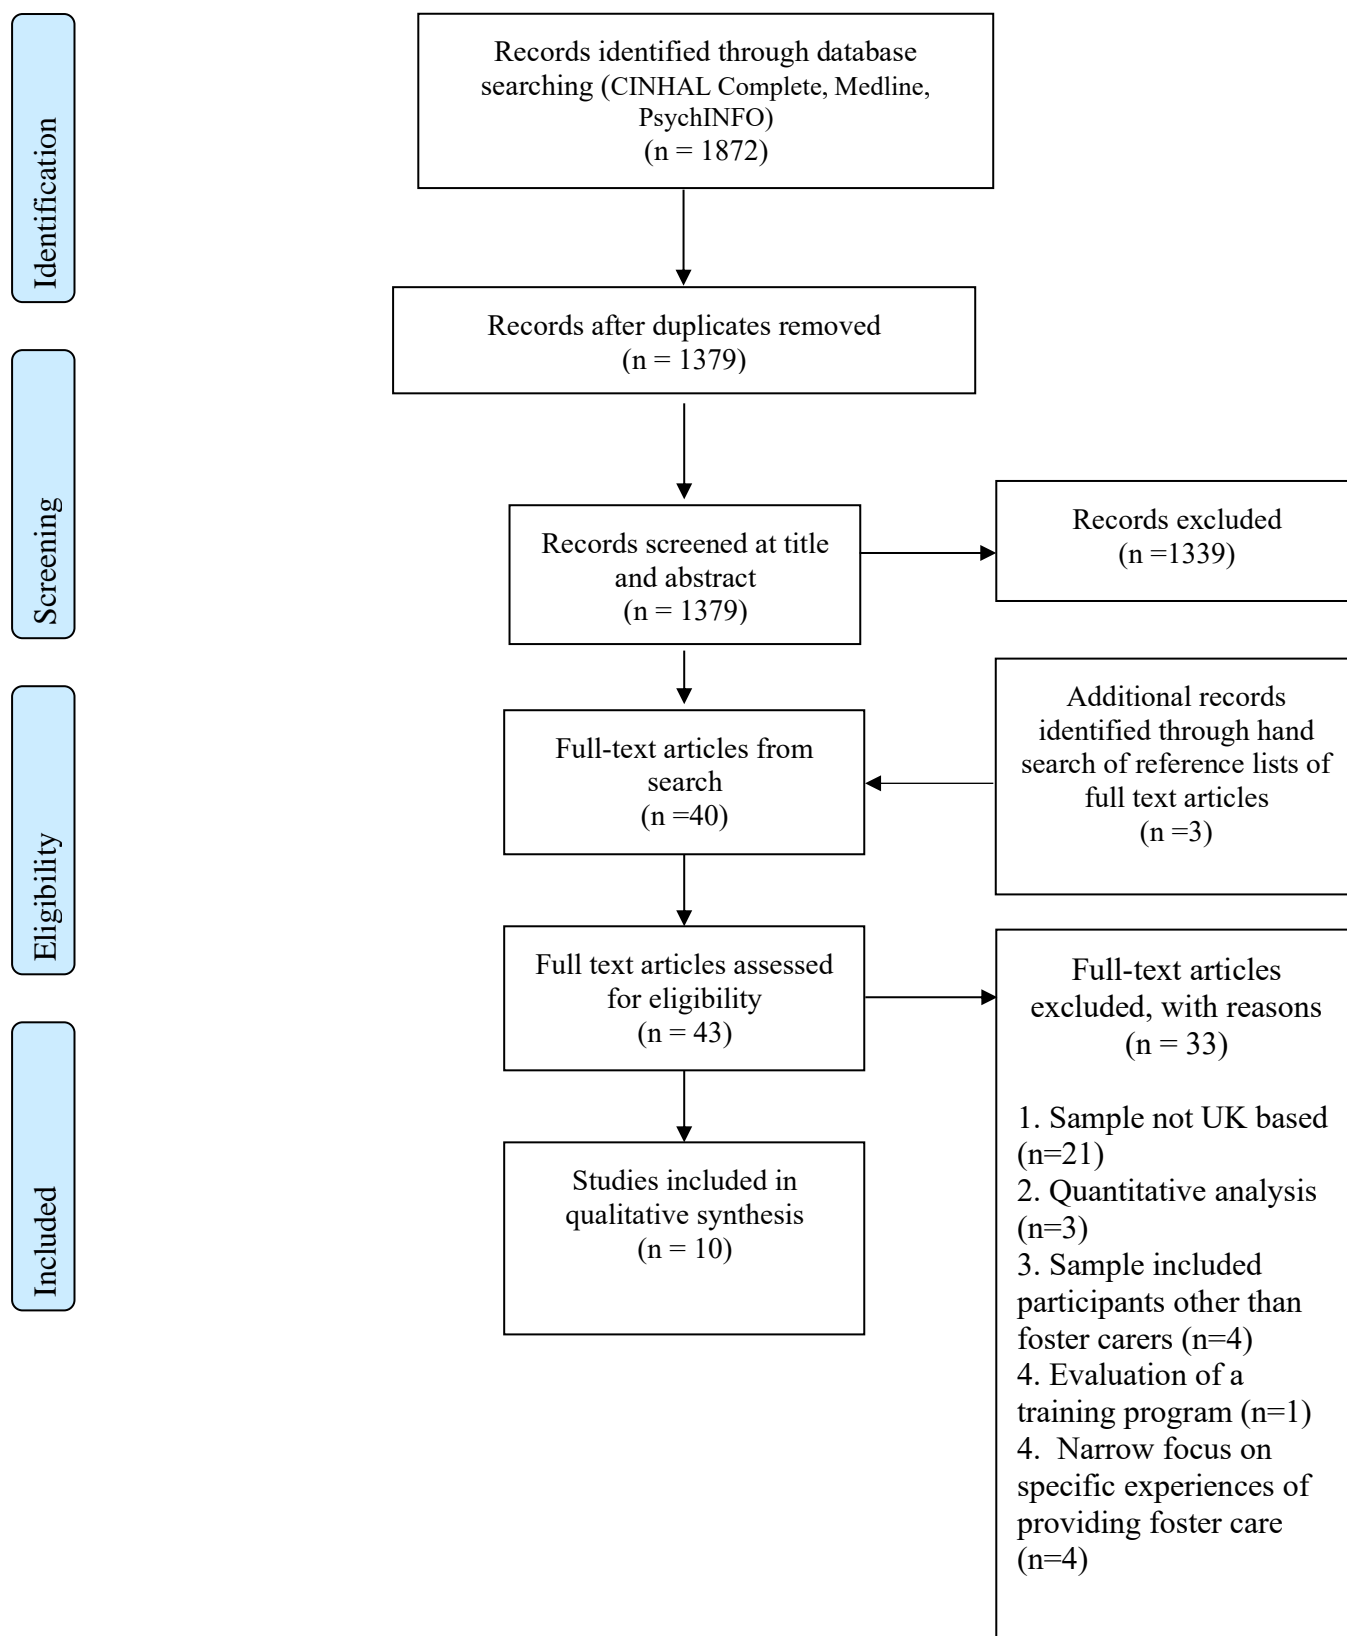 Identification
Records identified through database
searching (CINHAL Complete, Medline,
PsychINFO)
(n = 1872)
Records after duplicates removed
(n = 1379)
Screening
Records screened at title
and abstract
(n = 1379)
Records excluded
(n =1339)
Additional records
identified through hand
search of reference lists of
full text articles
(n =3)
Full-text articles from
search
(n =40)
Eligibility
Full text articles assessed
for eligibility
(n = 43)
Full-text articles
excluded, with reasons
(n = 33)
1. Sample not UK based
(n=21)
2. Quantitative analysis
(n=3)
3. Sample included
participants other than
foster carers (n=4)
4. Evaluation of a
training program (n=1)
4.  Narrow focus on
specific experiences of
providing foster care
(n=4)
Included
Studies included in
qualitative synthesis
(n = 10)